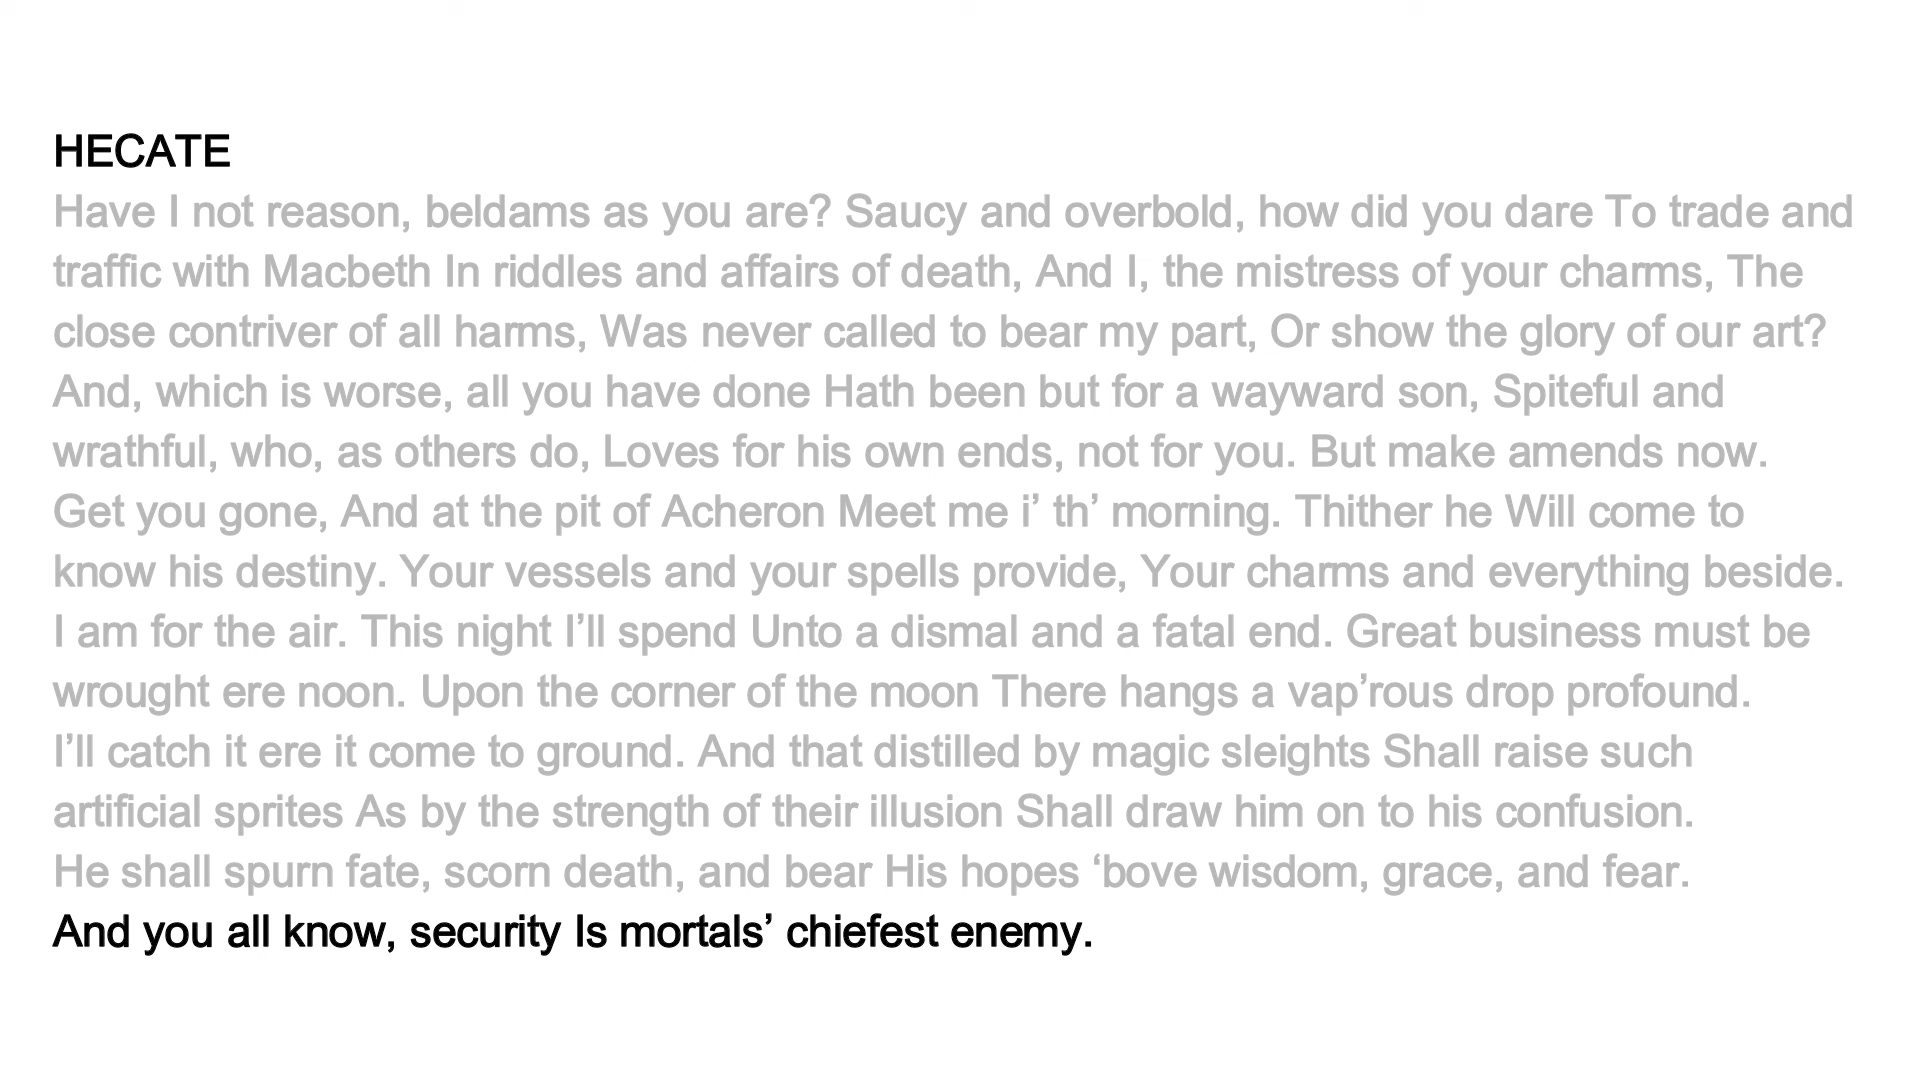 HECATE
Have I not reason, beldams as you are? Saucy and overbold, how did you dare To trade and
traffic with Macbeth In riddles and affairs of death, And I, the mistress of your charms, The
close contriver of all harms, Was never called to bear my part, Or show the glory of our art?
And, which is worse, all you have done Hath been but for a wayward son, Spiteful and
wrathful, who, as others do, Loves for his own ends, not for you. But make amends now.
Get you gone, And at the pit of Acheron Meet me i’ th’ morning. Thither he Will come to
know his destiny. Your vessels and your spells provide, Your charms and everything beside.
I am for the air. This night I’ll spend Unto a dismal and a fatal end. Great business must be
wrought ere noon. Upon the corner of the moon There hangs a vap’rous drop profound.
I’ll catch it ere it come to ground. And that distilled by magic sleights Shall raise such
artificial sprites As by the strength of their illusion Shall draw him on to his confusion.
He shall spurn fate, scorn death, and bear His hopes ‘bove wisdom, grace, and fear.
And you all know, security Is mortals’ chiefest enemy.